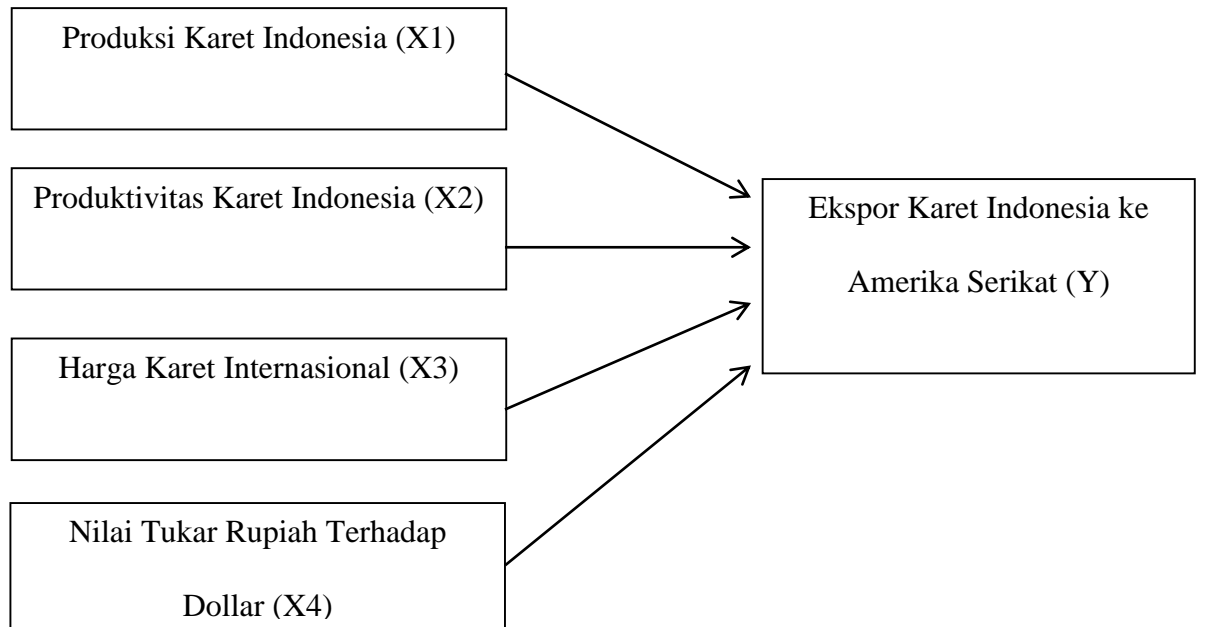 Produksi Karet Indonesia (X1)
Produktivitas Karet Indonesia (X2)
Harga Karet Internasional (X3)
Nilai Tukar Rupiah Terhadap
Dollar (X4)
Ekspor Karet Indonesia ke
Amerika Serikat (Y)